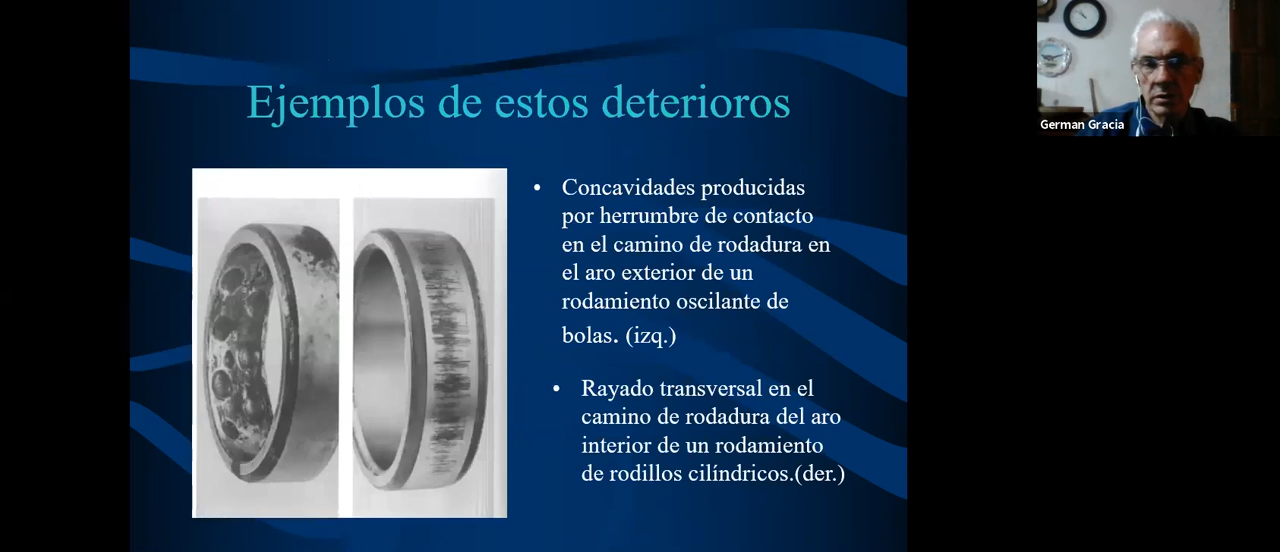 Ejemplos de estos deterioros
• Concavidades producidas
por herrumbre de contacto
en el camino de rodadura en
el aro exterior de un
rodamiento oscilante de
bolas. (izq.)
• Rayado transversal en el
camino de rodadura del aro
interior de un rodamiento
de rodillos cilíndricos.(der.)
German Gracia